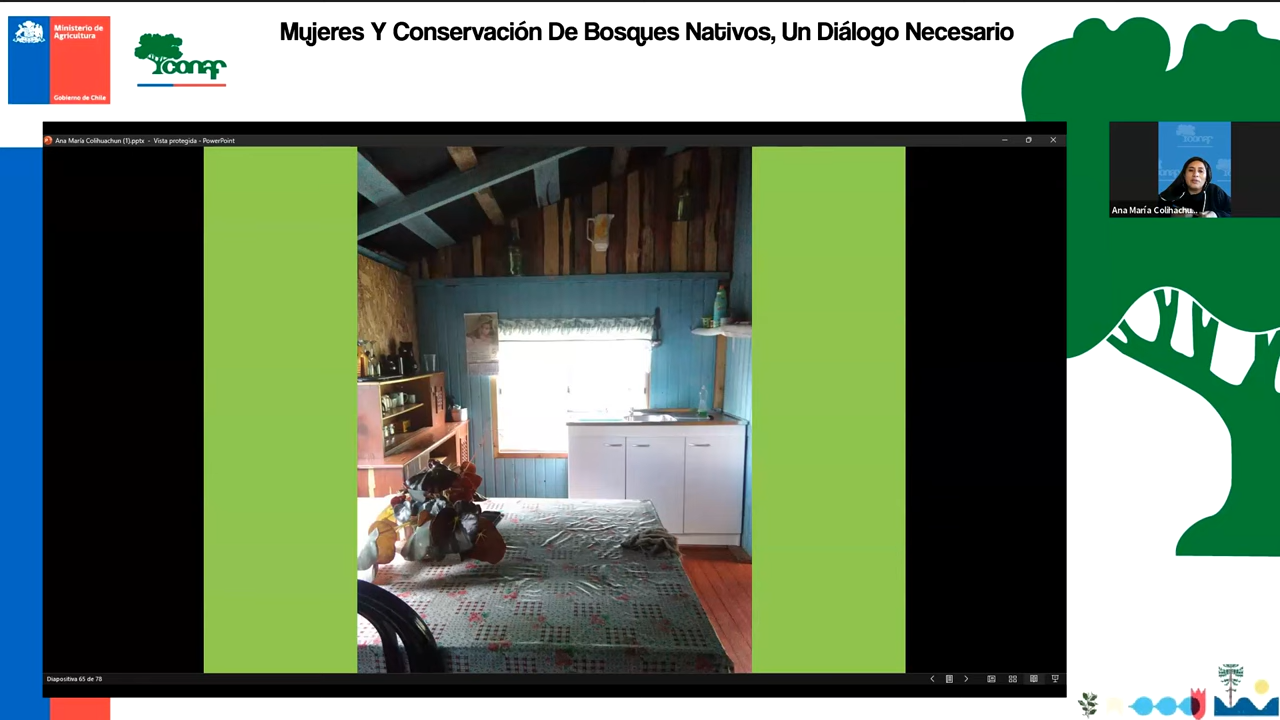 Mujeres Y Conservación De Bosques Nativos, Un Diálogo Necesario
Ministerio de
Agricultura
Gobierno de Chile
conaf
Ana María Colihuachun (1).pptx - Vista protegida - PowerPoint
Ana María Colihachu...
Diapositiva 65 de 78